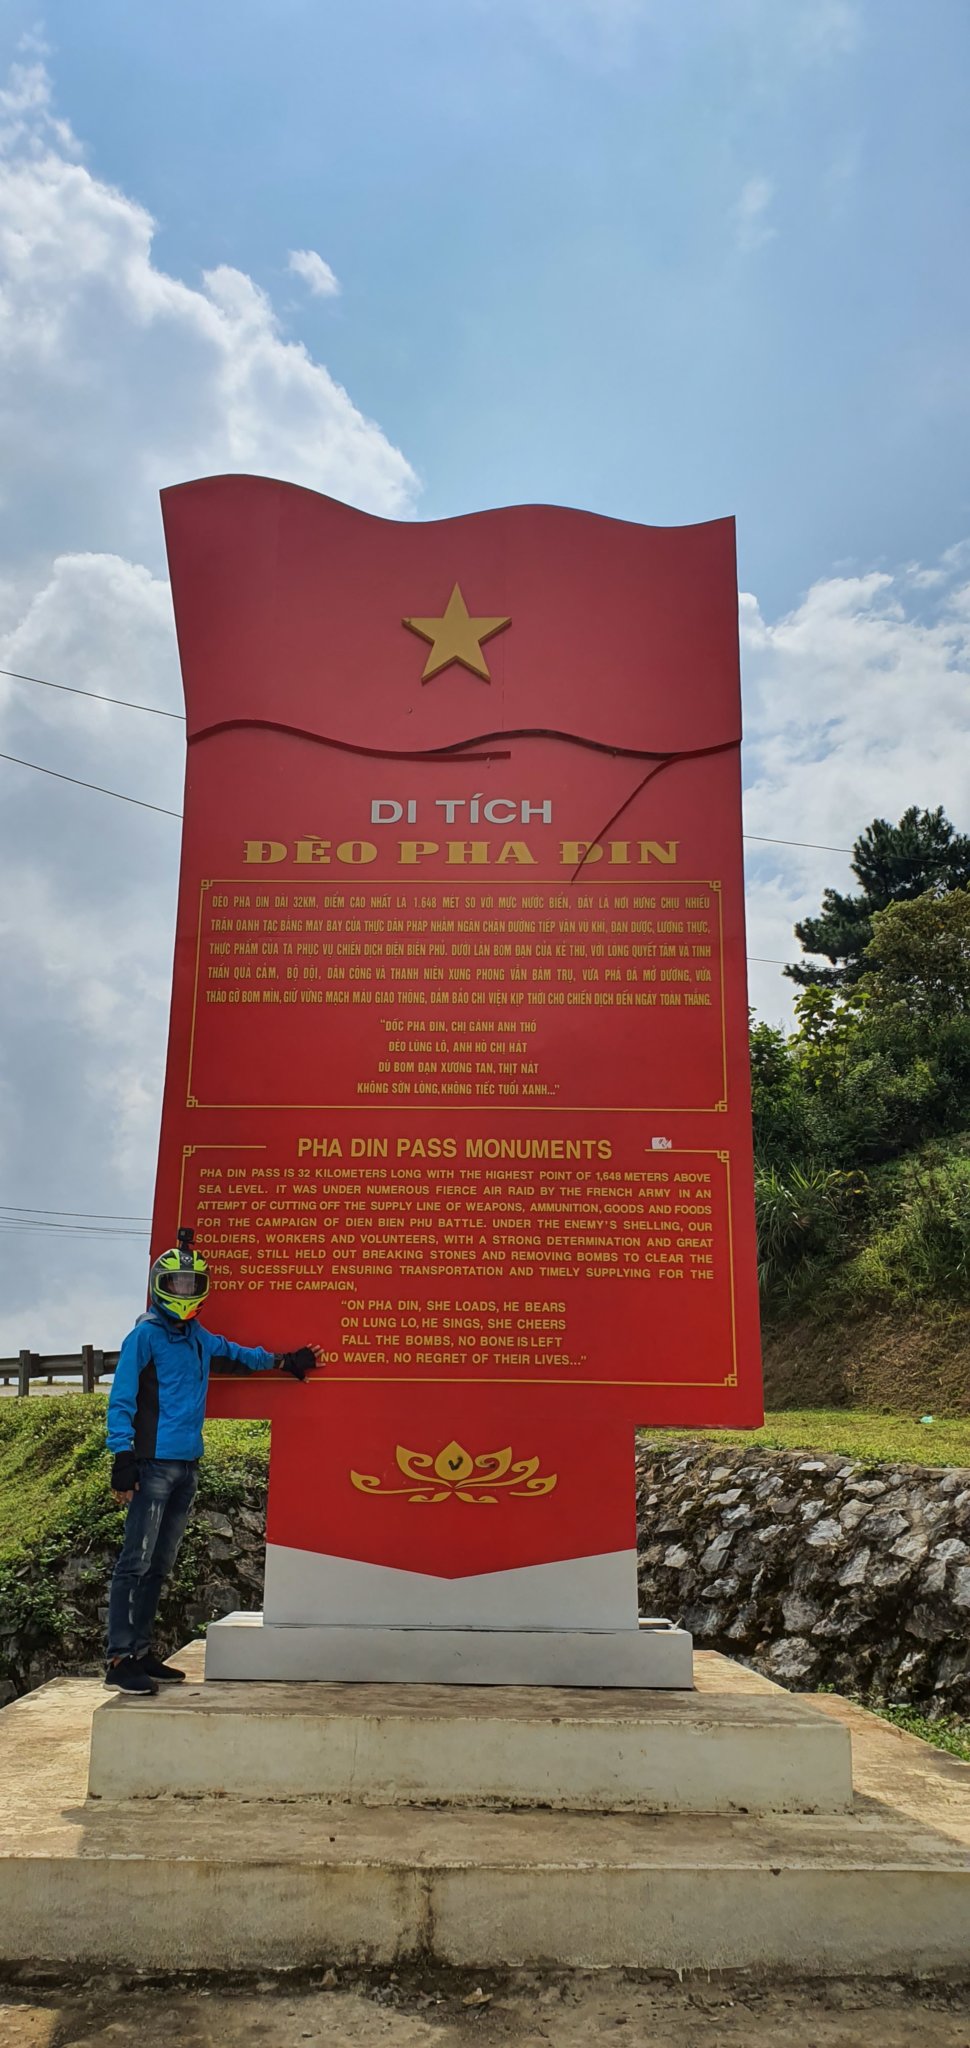 DI TÍCH
ĐÈO PHA ĐIN
ĐÈO PHA ĐIN DÀI 32KM, ĐIỂM CAO NHẤT LÀ 1.648 MÉT SO VỚI MỰC NƯỚC BIỂN, ĐÂY LÀ NƠI HỨNG CHỊU NHIỀU
TRẬN OANH TẠC BẰNG MÁY BAY CỦA THỰC DÂN PHÁP NHẰM NGĂN CHẶN ĐƯỜNG TIẾP VẬN VŨ KHÍ, ĐẠN DƯỢC, LƯƠNG THỰC,
THỰC PHẨM CỦA TA PHỤC VỤ CHIẾN DỊCH ĐIỆN BIÊN PHỦ. DƯỚI LÀN BOM ĐẠN CỦA KẺ THÙ, VỚI LÒNG QUYẾT TÂM VÀ TINH
THẦN QUẢ CẢM, BỘ ĐỘI, DÂN CÔNG VÀ THANH NIÊN XUNG PHONG VẪN BÁM TRỤ, VỪA PHÁ ĐÁ MỞ ĐƯỜNG, VỪA
THÁO GỠ BOM MÌN, GIỮ VỮNG MẠCH MÁU GIAO THÔNG, ĐẢM BẢO CHI VIỆN KỊP THỜI CHO CHIẾN DỊCH ĐẾN NGÀY TOÀN THẮNG.
"DỐC PHA ĐIN, CHỊ GÁNH ANH THỒ
ĐÈO LŨNG LÔ, ANH HÒ CHỊ HÁT
DÙ BOM ĐẠN XƯƠNG TAN, THỊT NÁT
KHÔNG SỜN LÒNG, KHÔNG TIẾC TUỔI XANH..."
PHA DIN PASS MONUMENTS
PHA DIN PASS IS 32 KILOMETERS LONG WITH THE HIGHEST POINT OF 1,648 METERS ABOVE
SEA LEVEL. IT WAS UNDER NUMEROUS FIERCE AIR RAID BY THE FRENCH ARMY IN AN
ATTEMPT OF CUTTING OFF THE SUPPLY LINE OF WEAPONS, AMMUNITION, GOODS AND FOODS
FOR THE CAMPAIGN OF DIEN BIEN PHU BATTLE. UNDER THE ENEMY'S SHELLING, OUR
SOLDIERS, WORKERS AND VOLUNTEERS, WITH A STRONG DETERMINATION AND GREAT
OURAGE, STILL HELD OUT BREAKING STONES AND REMOVING BOMBS TO CLEAR THE
THS, SUCESSFULLY ENSURING TRANSPORTATION AND TIMELY SUPPLYING FOR THE
CTORY OF THE CAMPAIGN,
"ON PHA DIN, SHE LOADS, HE BEARS
ON LUNG LO, HE SINGS, SHE CHEERS
FALL THE BOMBS, NO BONE IS LEFT
NO WAVER, NO REGRET OF THEIR LIVES..."